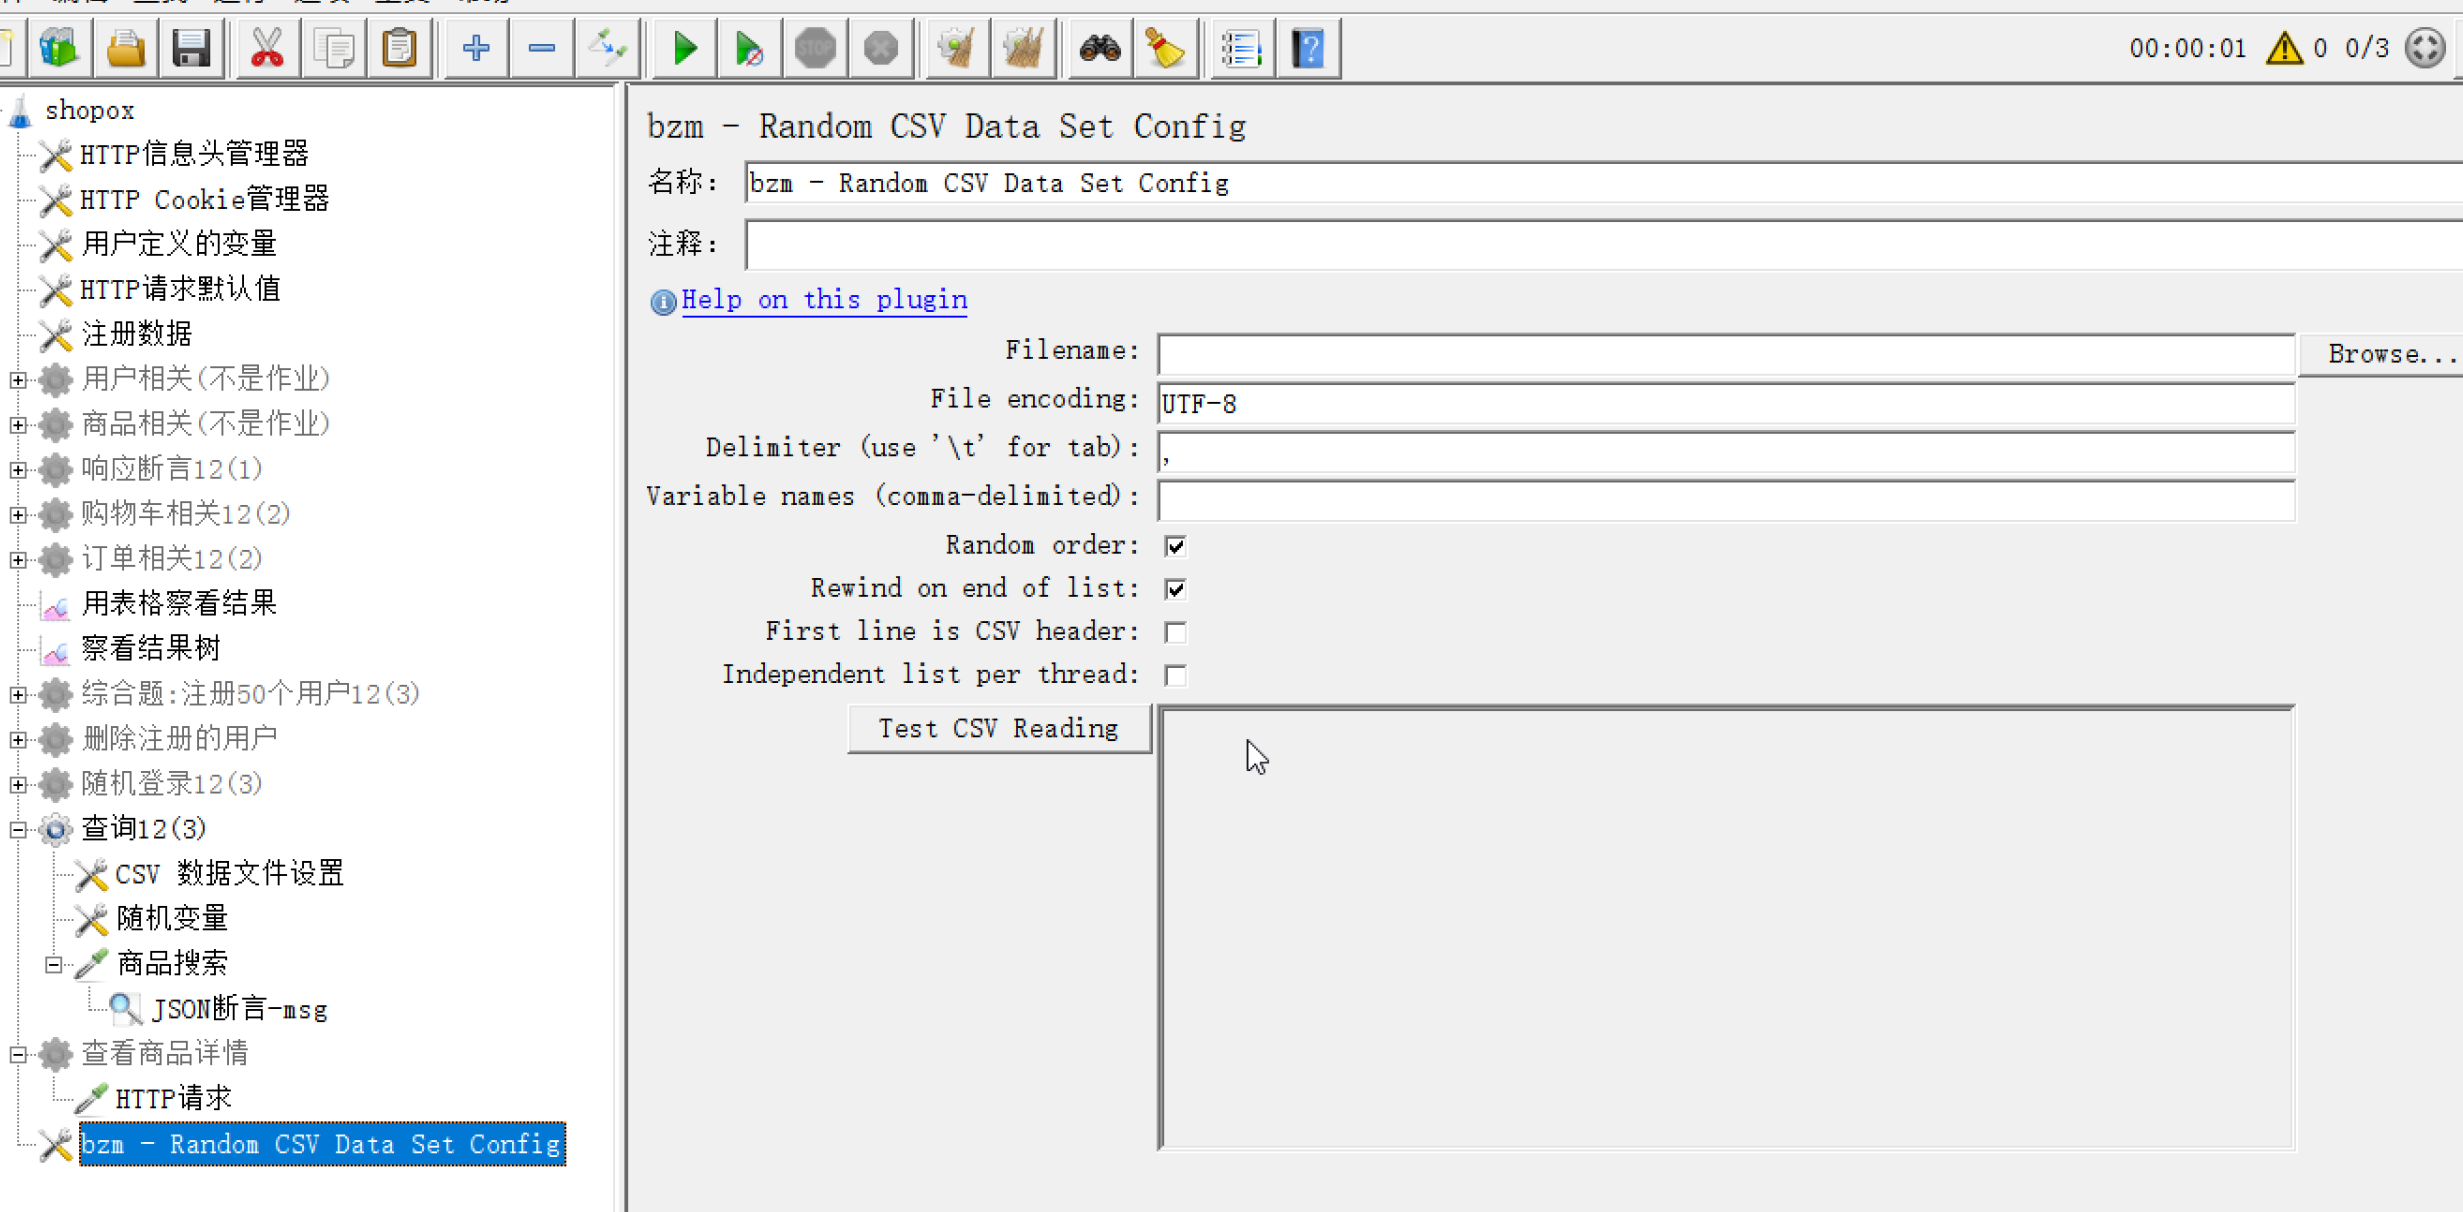 STOP
00:00:01 0 0/3
shopox
HTTP信息头管理器
HTTP Cookie管理器
用户定义的变量
HTTP请求默认值
注册数据
用户相关(不是作业)
商品相关(不是作业)
响应断言12(1)
购物车相关12(2)
订单相关12(2)
用表格察看结果
察看结果树
综合题:注册50个用户12(3)
删除注册的用户
随机登录12(3)
查询12(3)
CSV 数据文件设置
随机变量
商品搜索
JSON断言-msg
查看商品详情
HTTP请求
bzm - Random CSV Data Set Config
bzm - Random CSV Data Set Config
名称: bzm - Random CSV Data Set Config
注释:
Help on this plugin
Filename: Browse...
File encoding: UTF-8
Delimiter (use '\t' for tab): ,
Variable names (comma-delimited):
Random order:
Rewind on end of list:
First line is CSV header:
Independent list per thread:
Test CSV Reading